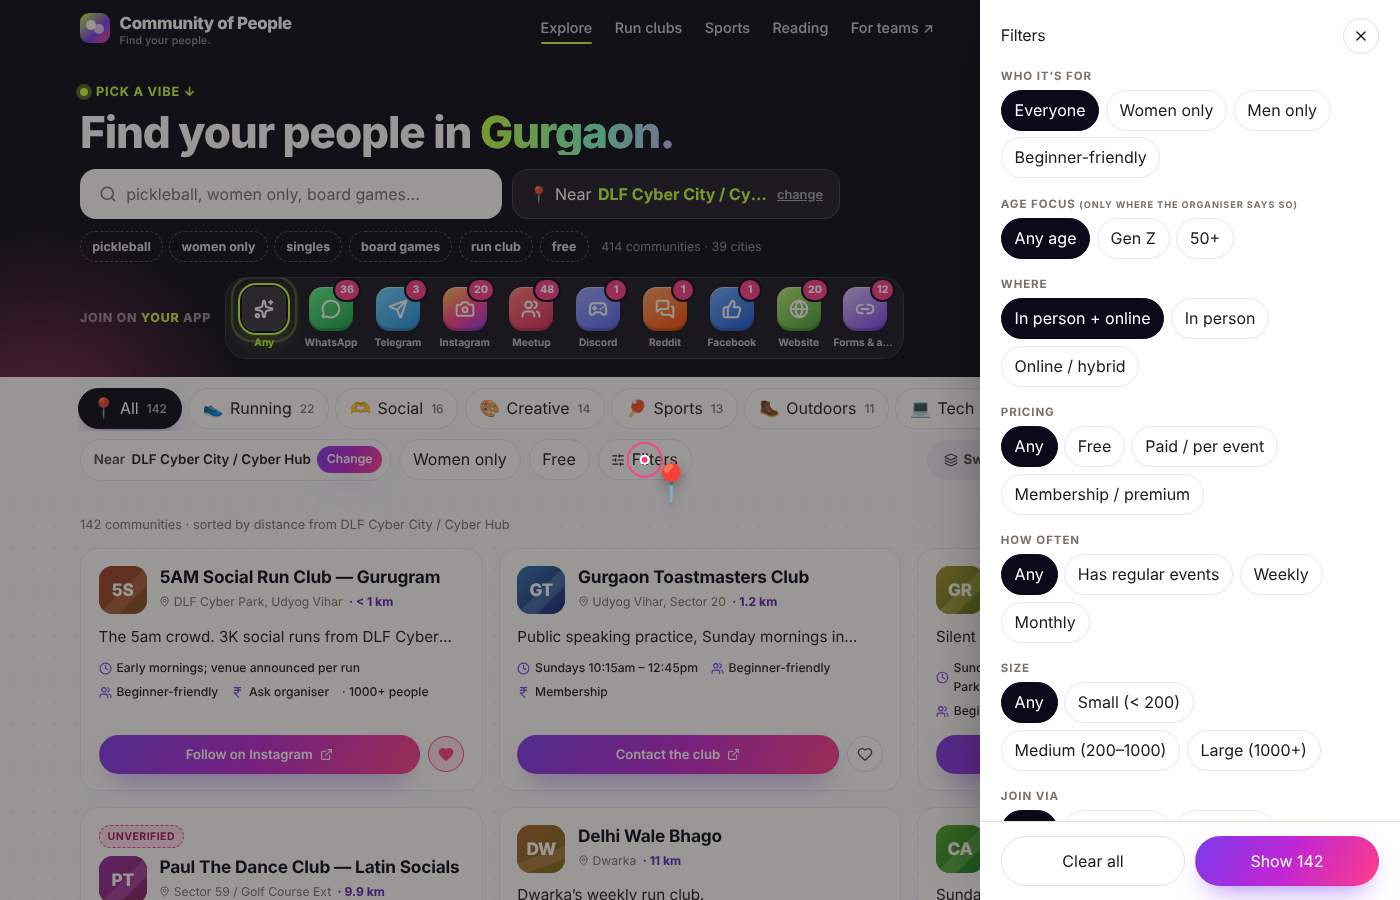 Community of People
Find your people.
Explore
Run clubs
Sports
Reading
For teams ↗
PICK A VIBE ↓
Find your people in Gurgaon.
pickleball, women only, board games...
📍 Near DLF Cyber City / Cy... change
pickleball
women only
singles
board games
run club
free
414 communities · 39 cities
JOIN ON YOUR APP
36
3
20
48
1
1
1
20
12
Any
WhatsApp
Telegram
Instagram
Meetup
Discord
Reddit
Facebook
Website
Forms & a...
📍 All 142
Running 22
Social 16
Creative 14
Sports 13
Outdoors 11
Tech
Near DLF Cyber City / Cyber Hub Change
Women only
Free
Filters
Sw
142 communities · sorted by distance from DLF Cyber City / Cyber Hub
5S
5AM Social Run Club — Gurugram
DLF Cyber Park, Udyog Vihar · < 1 km
The 5am crowd. 3K social runs from DLF Cyber...
Early mornings; venue announced per run
Beginner-friendly ₹ Ask organiser · 1000+ people
Follow on Instagram
GT
Gurgaon Toastmasters Club
Udyog Vihar, Sector 20 · 1.2 km
Public speaking practice, Sunday mornings in...
Sundays 10:15am – 12:45pm Beginner-friendly
₹ Membership
Contact the club
GR
Silent
Sund
Park
Begi
UNVERIFIED
PT
Paul The Dance Club — Latin Socials
Sector 59 / Golf Course Ext · 9.9 km
DW
Delhi Wale Bhago
Dwarka · 11 km
Dwarka's weekly run club.
CA
Sunda
Filters
WHO IT'S FOR
Everyone
Women only
Men only
Beginner-friendly
AGE FOCUS (ONLY WHERE THE ORGANISER SAYS SO)
Any age
Gen Z
50+
WHERE
In person + online
In person
Online / hybrid
PRICING
Any
Free
Paid / per event
Membership / premium
HOW OFTEN
Any
Has regular events
Weekly
Monthly
SIZE
Any
Small (< 200)
Medium (200–1000)
Large (1000+)
JOIN VIA
Clear all
Show 142